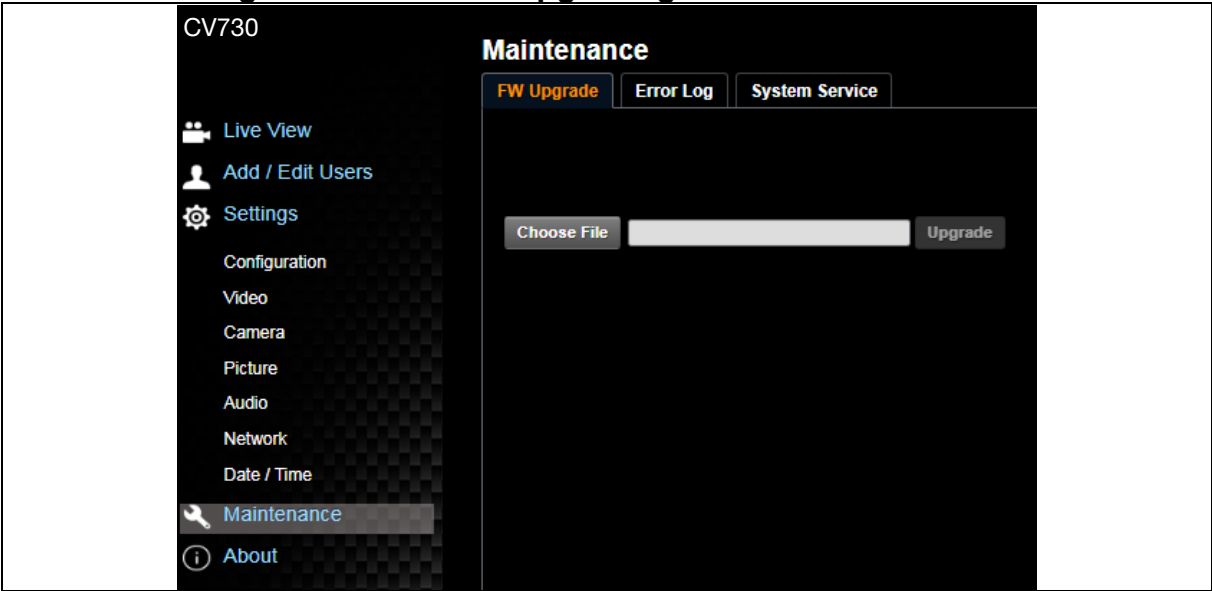 CV730
Maintenance
FW Upgrade Error Log System Service
Live View
Add / Edit Users
Settings
Choose File Upgrade
Configuration
Video
Camera
Picture
Audio
Network
Date / Time
Maintenance
About